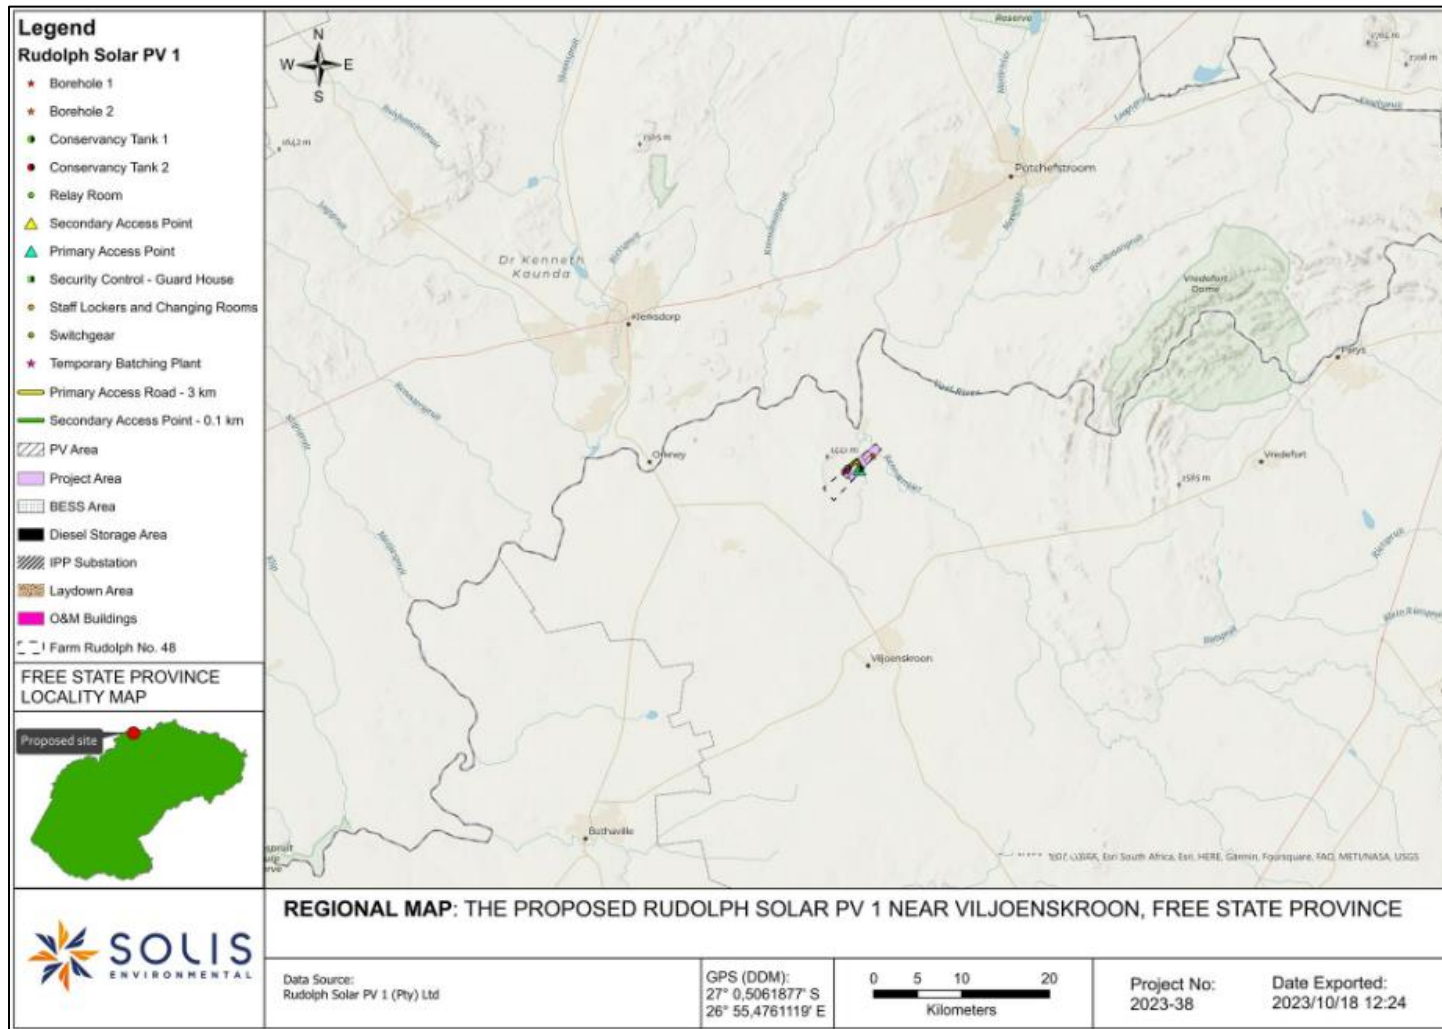 Legend
Rudolph Solar PV 1
Borehole 1
Borehole 2
Conservancy Tank 1
Conservancy Tank 2
Relay Room
Secondary Access Point
Primary Access Point
Security Control - Guard House
Staff Lockers and Changing Rooms
Switchgear
Temporary Batching Plant
Primary Access Road - 3 km
Secondary Access Point - 0.1 km
PV Area
Project Area
BESS Area
Diesel Storage Area
IPP Substation
Laydown Area
O&M Buildings
Farm Rudolph No. 48
FREE STATE PROVINCE
LOCALITY MAP
Proposed site
N
W E
S
Reserve
1642 m
Potchefstroom
Dr Kenneth
Kaunda
Klerksdorp
Vredefort
Dome
Parys
Vaal River
Orkney
Vredefort
1585 m
Viljoenskroon
Bothaville
Esri South Africa, Esri, HERE, Garmin, Foursquare, FAO, METI/NASA, USGS
REGIONAL MAP: THE PROPOSED RUDOLPH SOLAR PV 1 NEAR VILJOENSKROON, FREE STATE PROVINCE
SOLIS
ENVIRONMENTAL
Data Source:
Rudolph Solar PV 1 (Pty) Ltd
GPS (DDM):
27° 0,5061877' S
26° 55,4761119' E
0 5 10 20
Kilometers
Project No:
2023-38
Date Exported:
2023/10/18 12:24